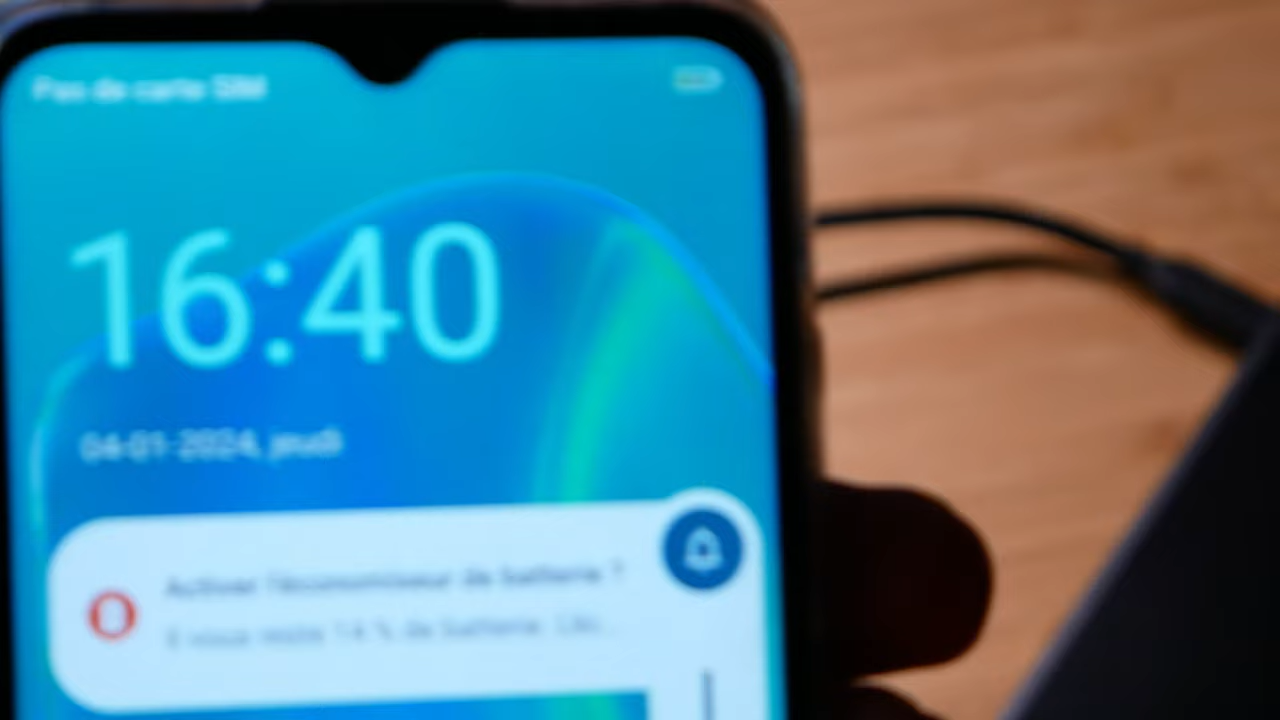 Pas de carte SIM
16:40
04-01-2024, jeudi
Activer l'économiseur de batterie ?
Il vous reste 14 % de batterie.